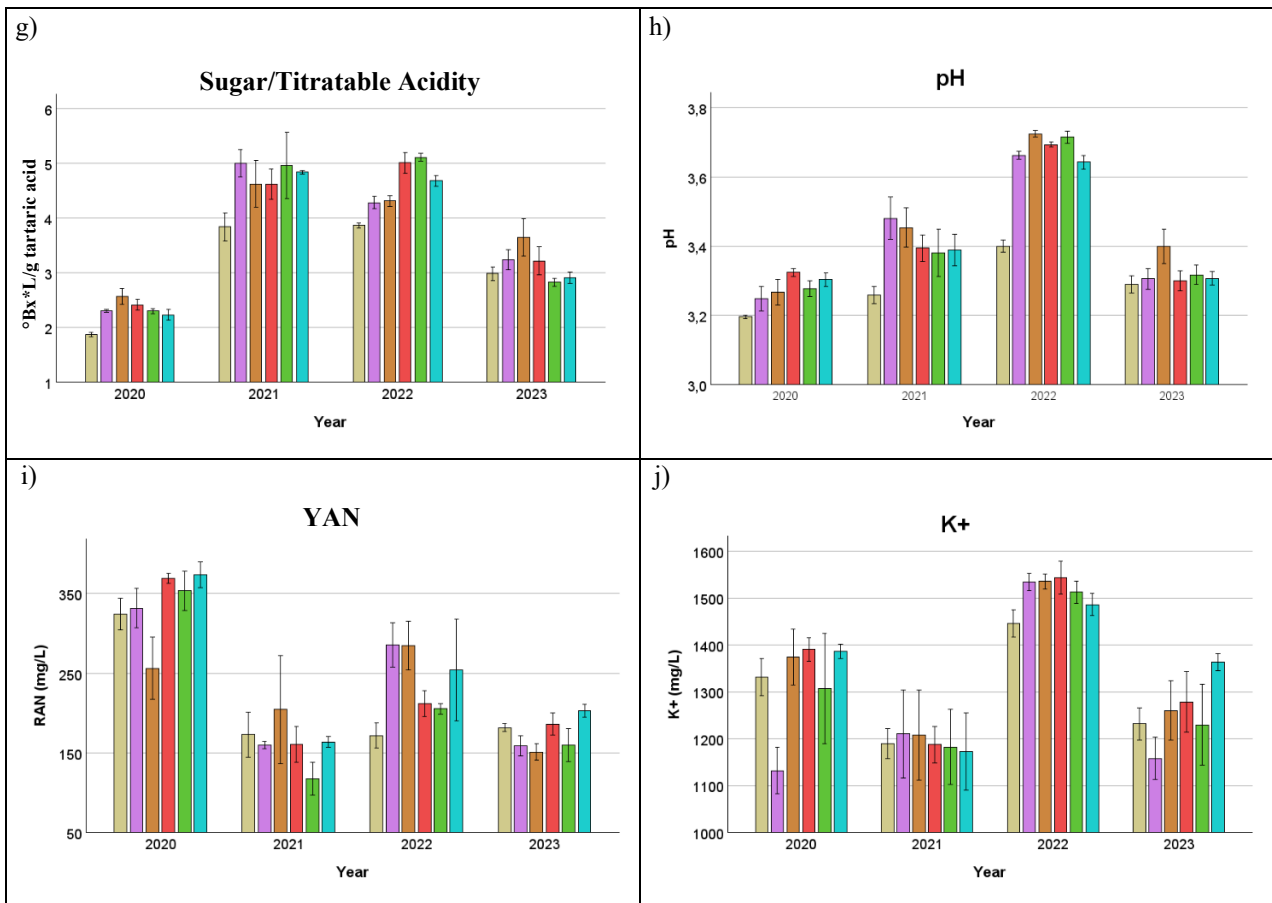 g)
Sugar/Titratable Acidity
°Bx*L/g tartaric acid
6
5
4
3
2
1
2020 2021 2022 2023
Year
h)
pH
pH
3,8
3,6
3,4
3,2
3,0
2020 2021 2022 2023
Year
i)
YAN
RAN (mg/L)
350
250
150
50
2020 2021 2022 2023
Year
j)
K+
K+ (mg/L)
1600
1500
1400
1300
1200
1100
1000
2020 2021 2022 2023
Year